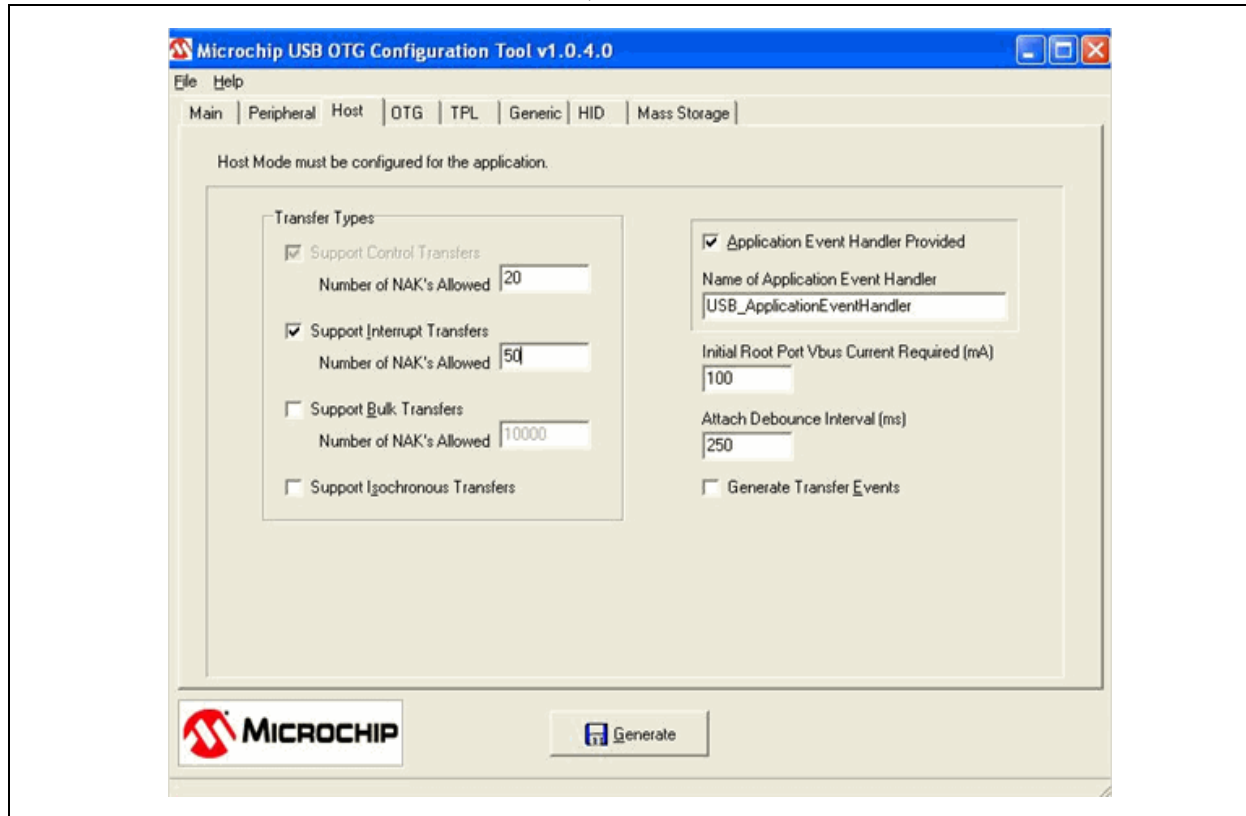 Microchip USB OTG Configuration Tool v1.0.4.0
File Help
Main Peripheral Host OTG TPL Generic HID Mass Storage
Host Mode must be configured for the application.
Transfer Types
Support Control Transfers
Number of NAK's Allowed 20
Support Interrupt Transfers
Number of NAK's Allowed 50
Support Bulk Transfers
Number of NAK's Allowed 10000
Support Isochronous Transfers
Application Event Handler Provided
Name of Application Event Handler
USB_ApplicationEventHandler
Initial Root Port Vbus Current Required (mA)
100
Attach Debounce Interval (ms)
250
Generate Transfer Events
MICROCHIP
Generate